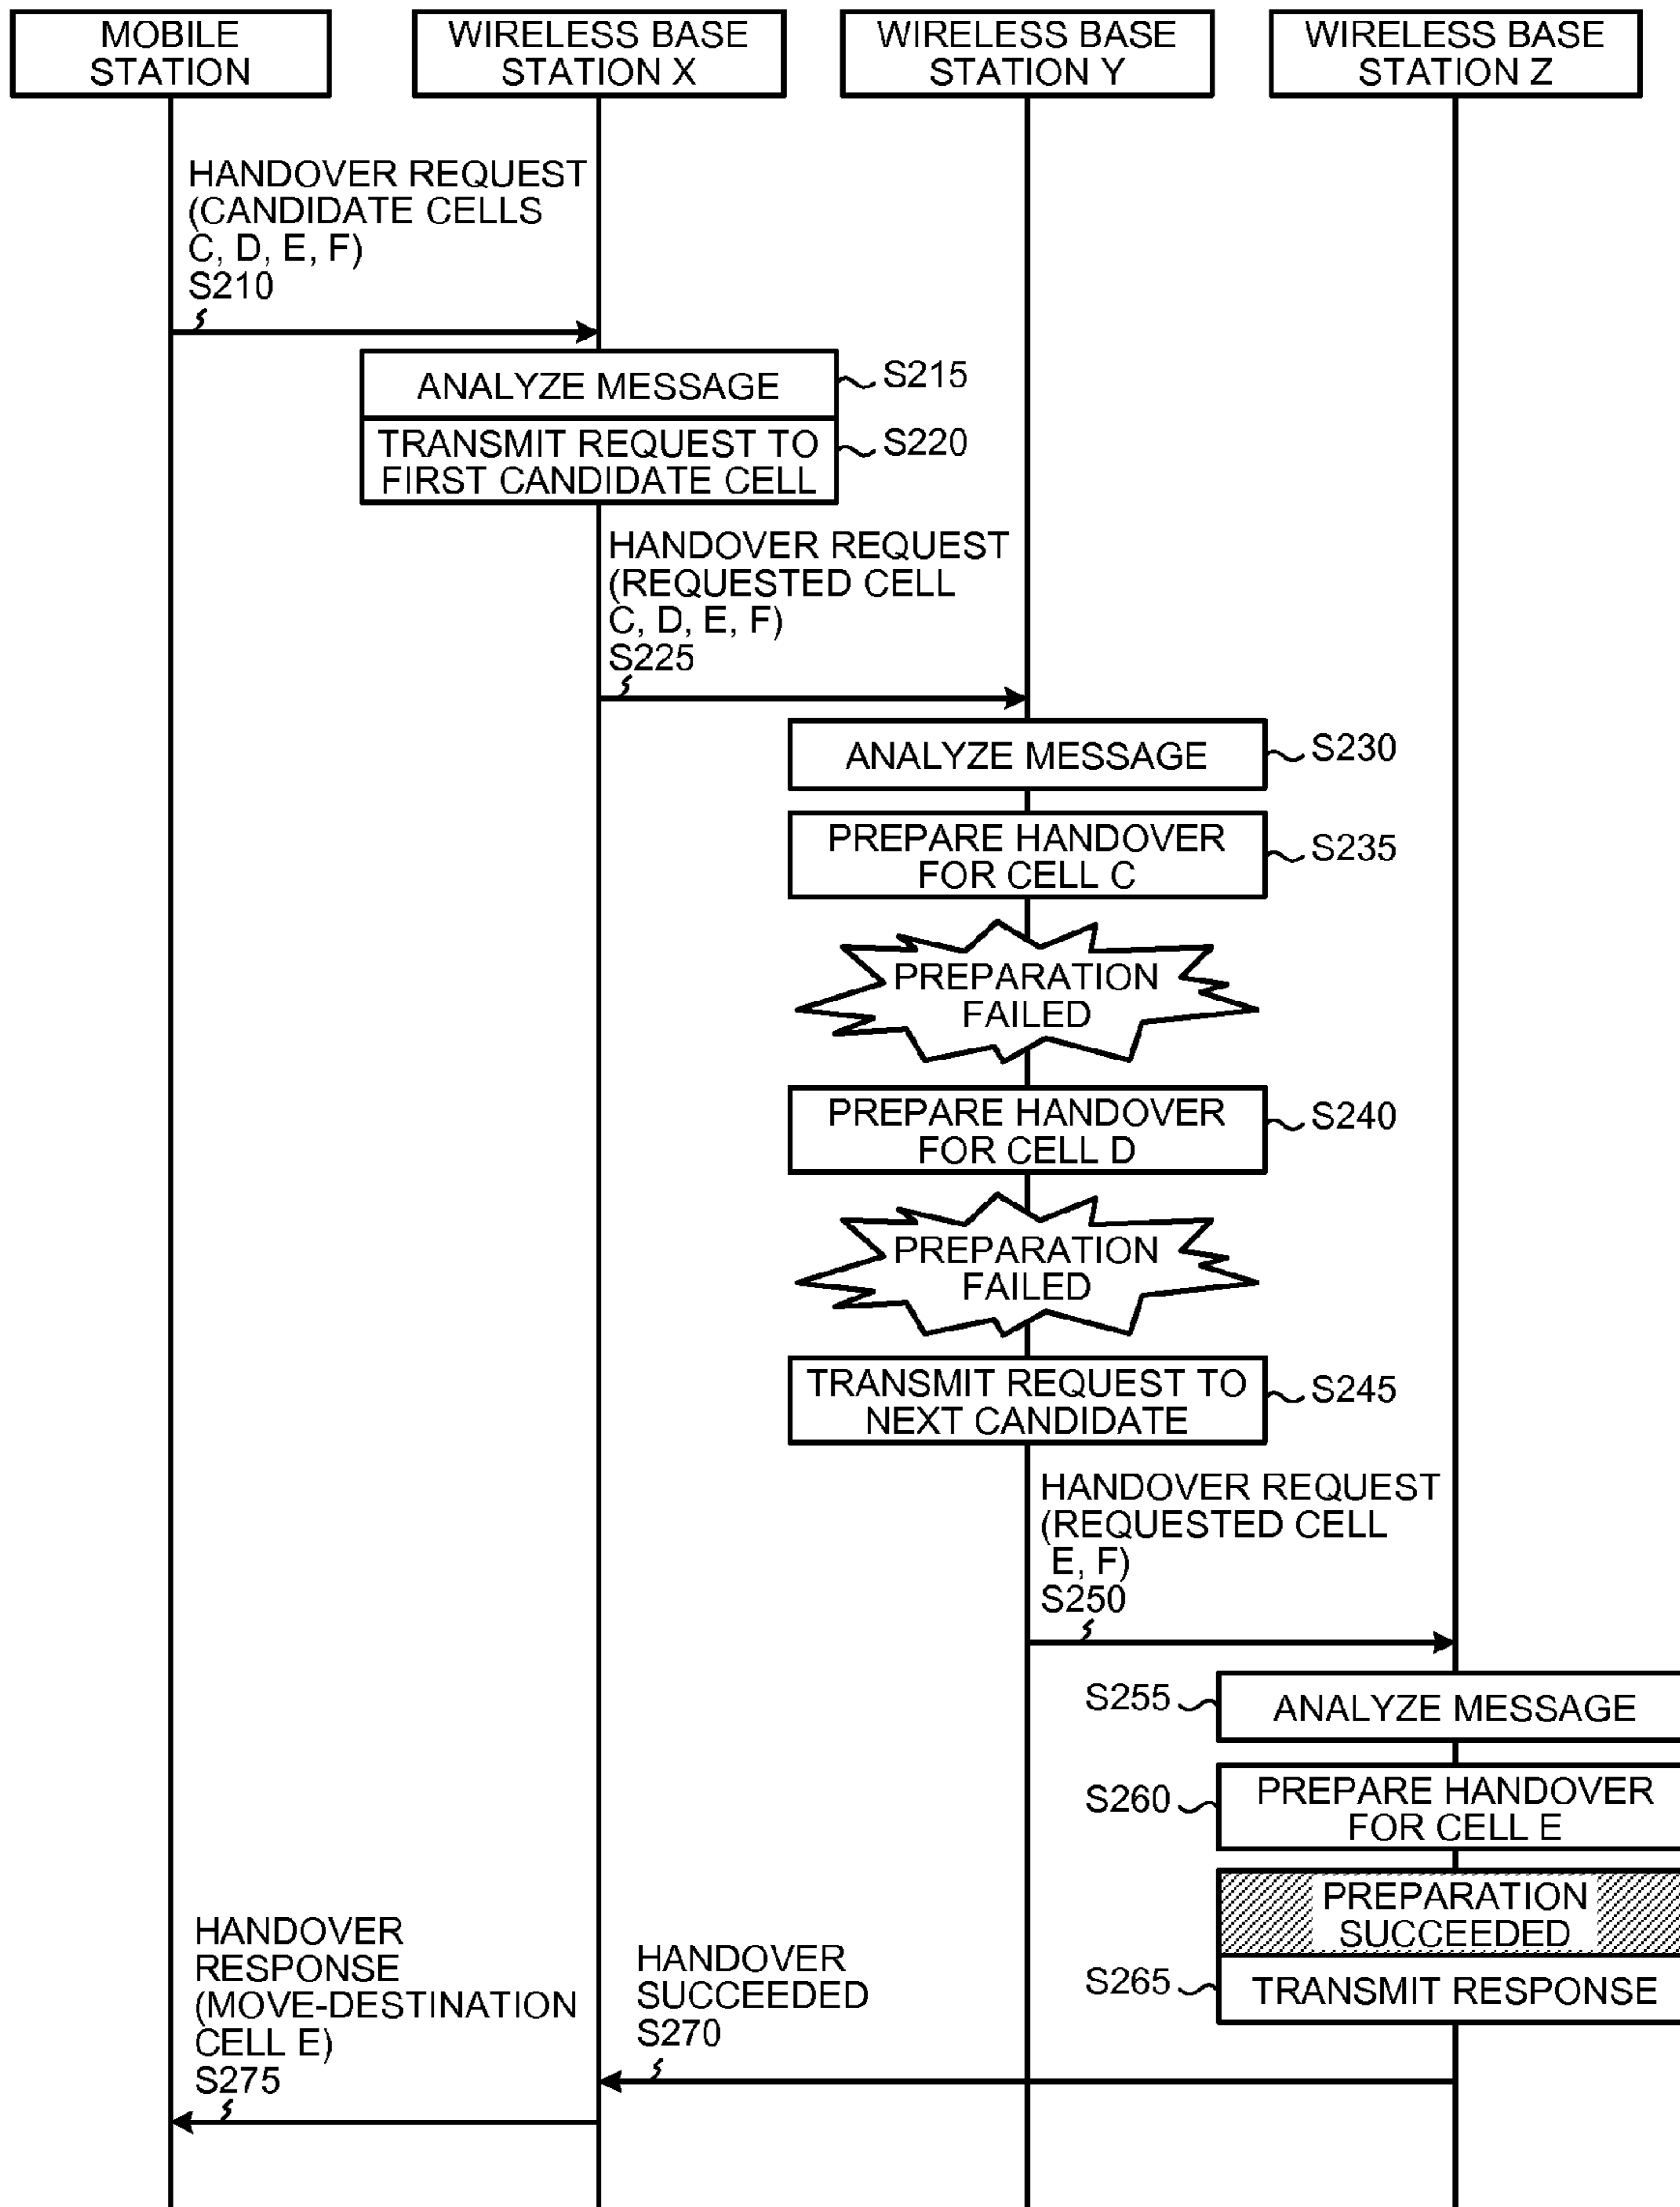 MOBILE
STATION
WIRELESS BASE
STATION X
WIRELESS BASE
STATION Y
WIRELESS BASE
STATION Z
HANDOVER REQUEST
(CANDIDATE CELLS
C, D, E, F)
S210
ANALYZE MESSAGE
S215
TRANSMIT REQUEST TO
FIRST CANDIDATE CELL
S220
HANDOVER REQUEST
(REQUESTED CELL
C, D, E, F)
S225
ANALYZE MESSAGE
S230
PREPARE HANDOVER
FOR CELL C
S235
PREPARATION
FAILED
PREPARE HANDOVER
FOR CELL D
S240
PREPARATION
FAILED
TRANSMIT REQUEST TO
NEXT CANDIDATE
S245
HANDOVER REQUEST
(REQUESTED CELL
E, F)
S250
S255
ANALYZE MESSAGE
S260
PREPARE HANDOVER
FOR CELL E
PREPARATION
SUCCEEDED
S265
TRANSMIT RESPONSE
HANDOVER
SUCCEEDED
S270
HANDOVER
RESPONSE
(MOVE-DESTINATION
CELL E)
S275